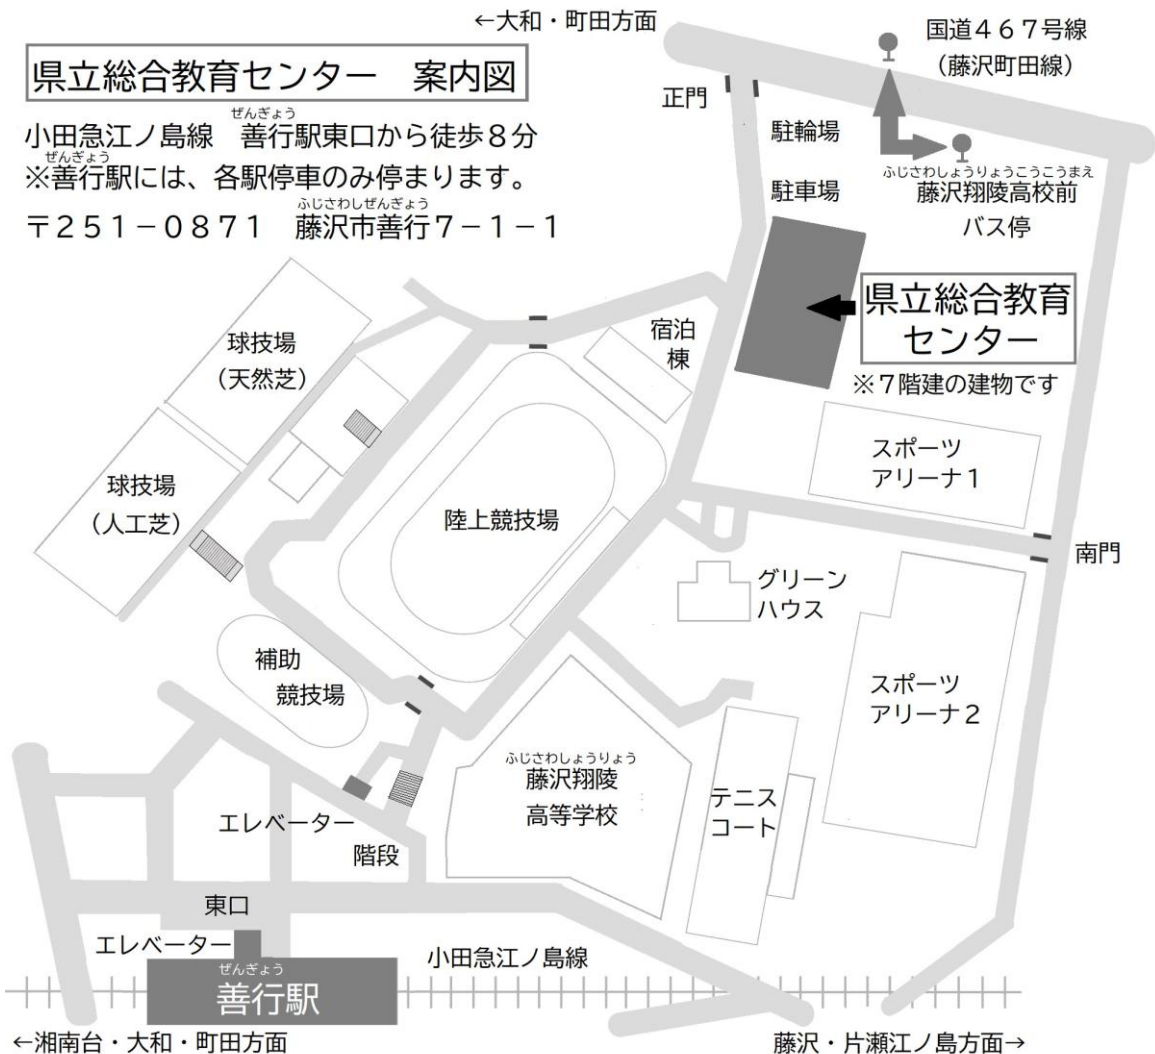 ←大和・町田方面
国道４６７号線
（藤沢町田線）
県立総合教育センター　案内図
正門
ぜんぎょう
小田急江ノ島線　善行駅東口から徒歩８分
ぜんぎょう
※善行駅には、各駅停車のみ停まります。
ふじさわしぜんぎょう
〒２５１－０８７１　藤沢市善行７－１－１
駐輪場
駐車場
ふじさわしょうりょうこうこうまえ
藤沢翔陵高校前
バス停
県立総合教育
センター
※７階建の建物です
宿泊
棟
球技場
（天然芝）
球技場
（人工芝）
陸上競技場
スポーツ
アリーナ１
南門
グリーン
ハウス
補助
競技場
スポーツ
アリーナ２
ふじさわしょうりょう
藤沢翔陵
高等学校
テニス
コート
エレベーター
階段
東口
エレベーター
小田急江ノ島線
ぜんぎょう
善行駅
←湘南台・大和・町田方面
藤沢・片瀬江ノ島方面→